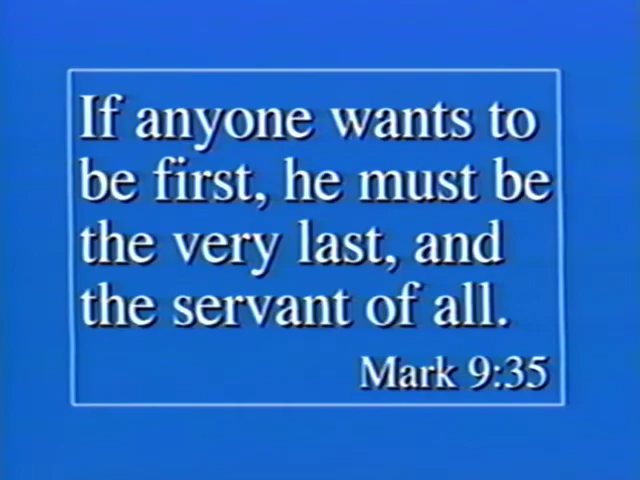 If anyone wants to
be first, he must be
the very last, and
the servant of all.
Mark 9:35